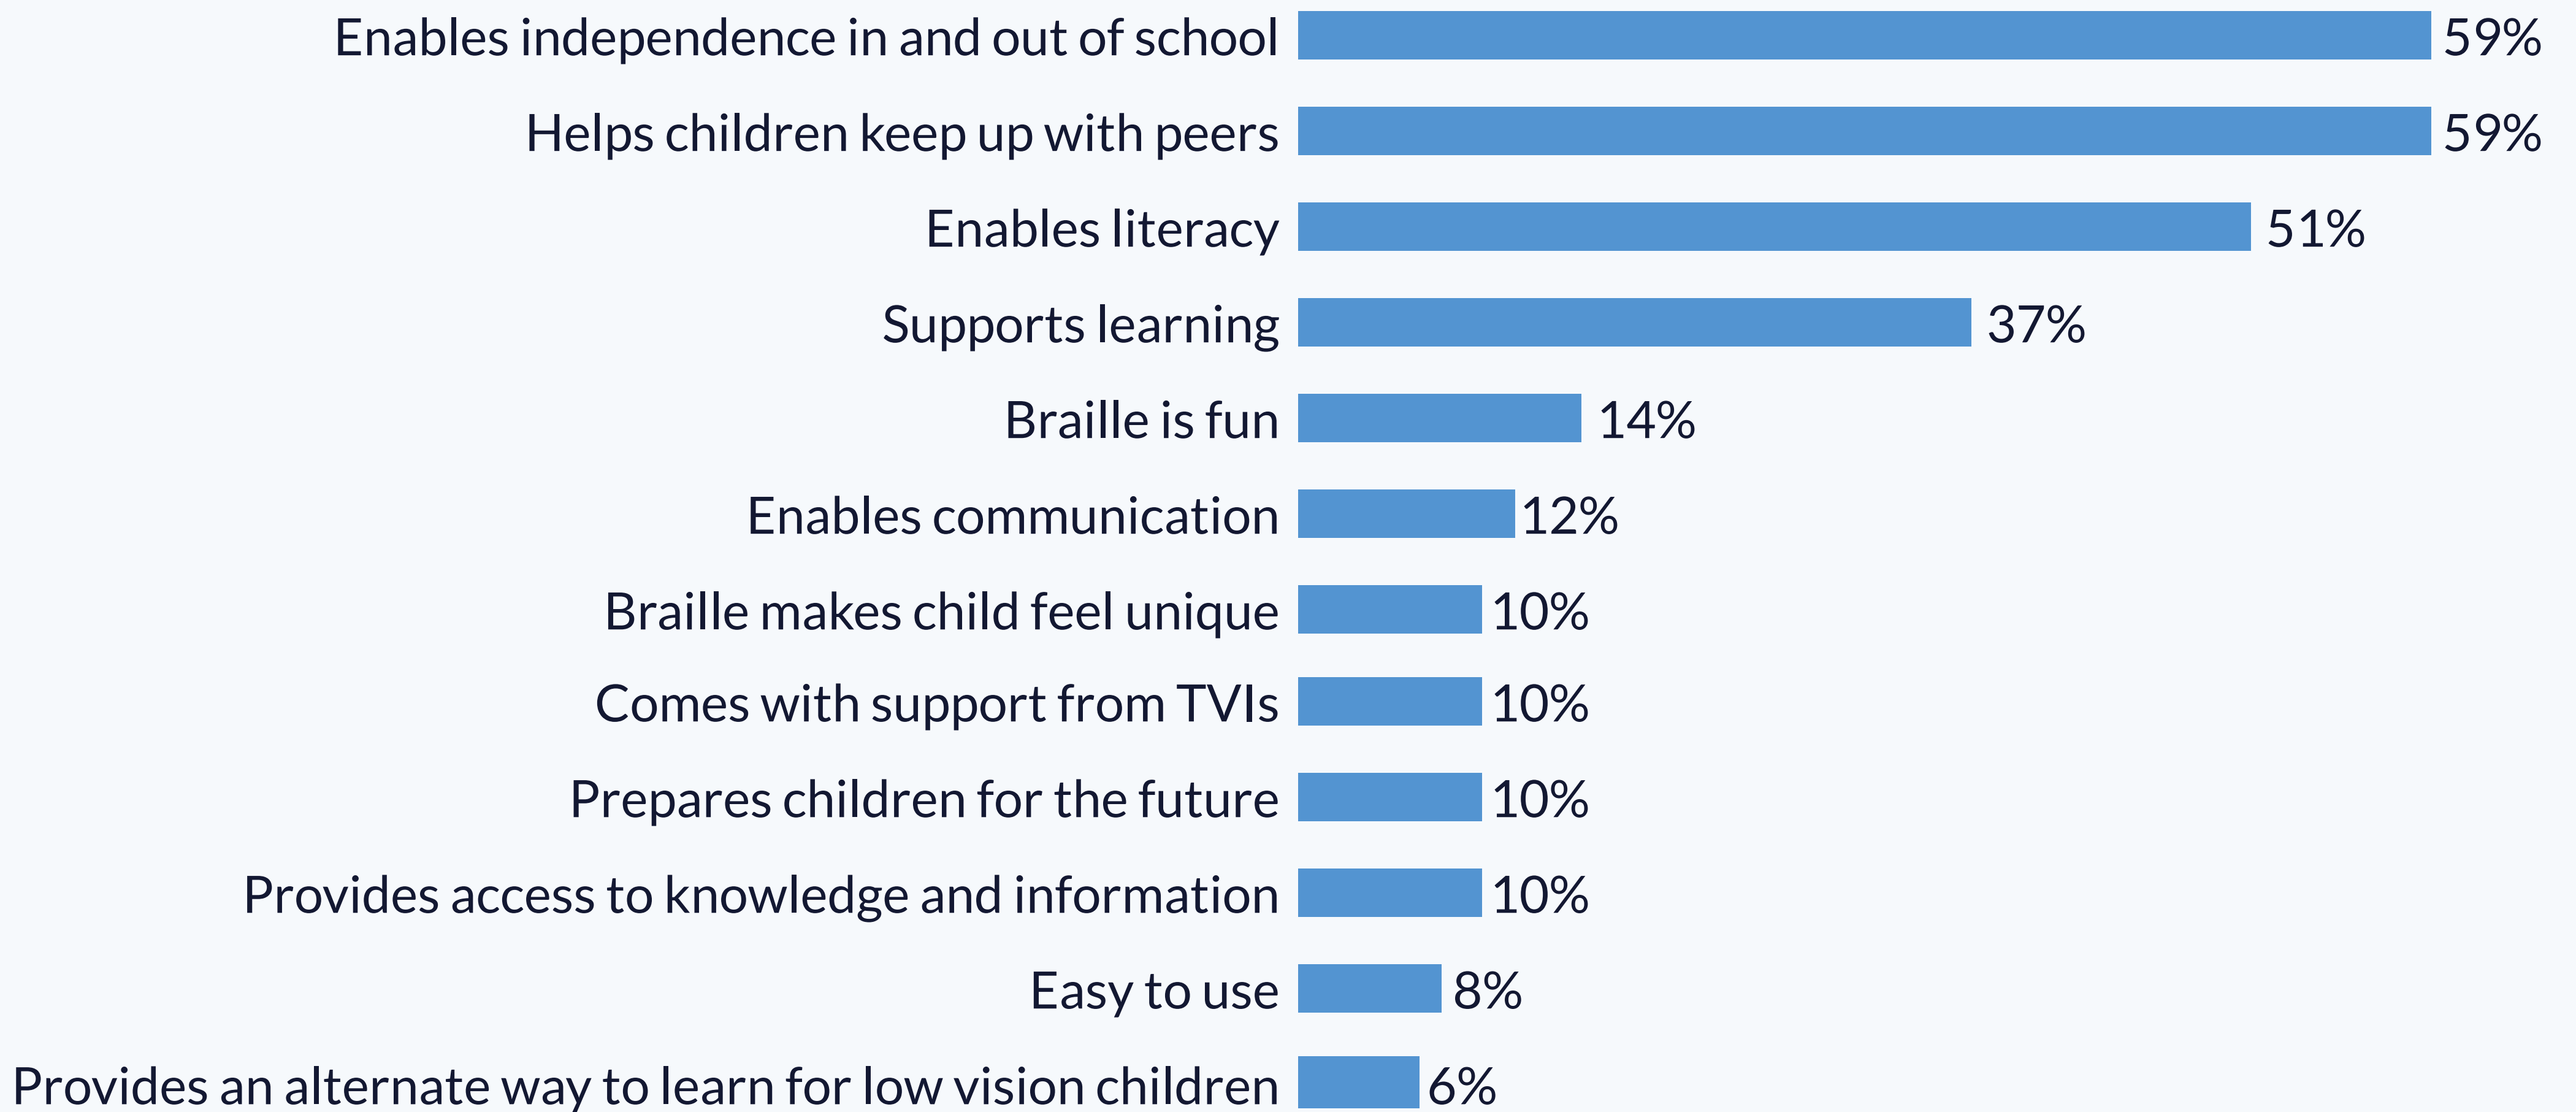 Enables independence in and out of school 59%
Helps children keep up with peers 59%
Enables literacy 51%
Supports learning 37%
Braille is fun 14%
Enables communication 12%
Braille makes child feel unique 10%
Comes with support from TVIs 10%
Prepares children for the future 10%
Provides access to knowledge and information 10%
Easy to use 8%
Provides an alternate way to learn for low vision children 6%